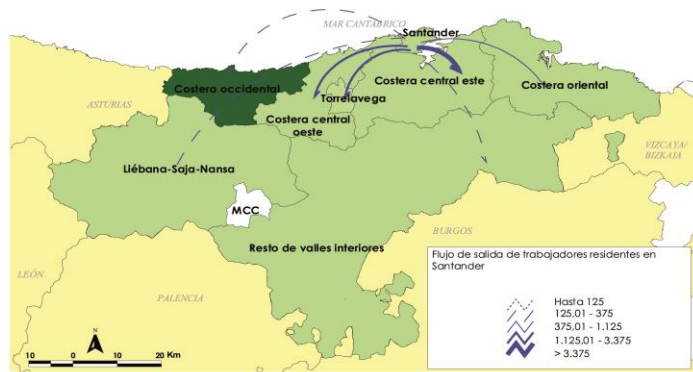 MAR CANTÁBRICO
Santander
Costera occidental
Costera central este
Costera oriental
ASTURIAS
Torrelavega
Costera central
oeste
VIZCAYA/
BIZKAIA
Liébana-Saja-Nansa
MCC
BURGOS
Resto de valles interiores
LEÓN
PALENCIA
Flujo de salida de trabajadores residentes en
Santander
Hasta 125
125,01 - 375
375,01 - 1.125
1.125,01 - 3.375
> 3.375
N
10 0 10 20 Km